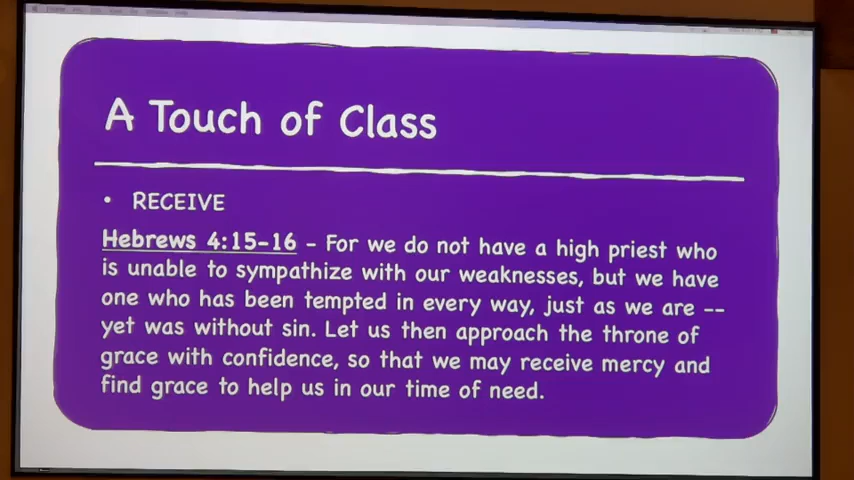 A Touch of Class
• RECEIVE
Hebrews 4:15-16 - For we do not have a high priest who
is unable to sympathize with our weaknesses, but we have
one who has been tempted in every way, just as we are --
yet was without sin. Let us then approach the throne of
grace with confidence, so that we may receive mercy and
find grace to help us in our time of need.